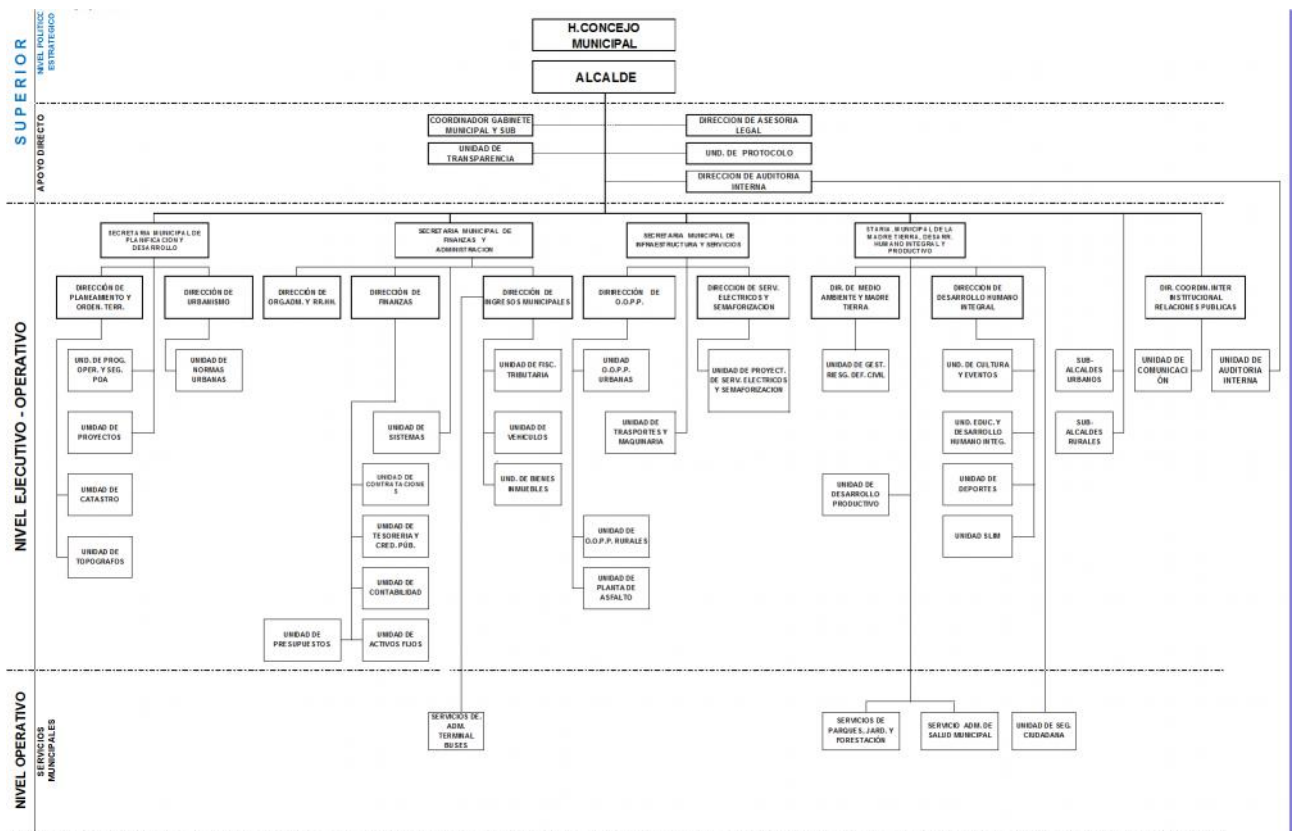 SUPERIOR
NIVEL POLITICO
ESTRATEGICO
H.CONCEJO
MUNICIPAL
ALCALDE
APOYO DIRECTO
COORDINADOR GABINETE
MUNICIPAL Y SUB
DIRECCION DE ASESORIA
LEGAL
UNIDAD DE
TRANSPARENCIA
UND. DE PROTOCOLO
DIRECCION DE AUDITORIA
INTERNA
NIVEL EJECUTIVO - OPERATIVO
SECRETARIA MUNICIPAL DE
PLANIFICACION Y
DESARROLLO
SECRETARIA MUNICIPAL DE
FINANZAS Y
ADMINISTRACION
SECRETARIA MUNICIPAL DE
INFRAESTRUCTURA Y SERVICIOS
STARIA. MUNICIPAL DE LA
MADRE TIERRA, DESARR.
HUMANO INTEGRAL Y
PRODUCTIVO
DIRECCIÓN DE
PLANEAMIENTO Y
ORDEN. TERR.
DIRECCIÓN DE
URBANISMO
DIRECCIÓN DE
ORG.ADM. Y RR.HH.
DIRECCIÓN DE
FINANZAS
DIRECCIÓN DE
INGRESOS MUNICIPALES
DIRIRECCIÓN DE
O.O.P.P.
DIRECCION DE SERV.
ELECTRICOS Y
SEMAFORIZACION
DIR. DE MEDIO
AMBIENTE Y MADRE
TIERRA
DIRECCION DE
DESARROLLO HUMANO
INTEGRAL
DIR. COORDIN. INTER
INSTITUCIONAL
RELACIONES PUBLICAS
UND. DE PROG.
OPER. Y SEG.
POA
UNIDAD DE
NORMAS
URBANAS
UNIDAD DE FISC.
TRIBUTARIA
UNIDAD
O.O.P.P.
URBANAS
UNIDAD DE PROYECT.
DE SERV. ELECTRICOS
Y SEMAFORIZACION
UNIDAD DE GEST.
RIESG. DEF. CIVIL
UND. DE CULTURA
Y EVENTOS
SUB-
ALCALDES
URBANOS
UNIDAD DE
COMUNICACI
ÓN
UNIDAD DE
AUDITORIA
INTERNA
UNIDAD DE
PROYECTOS
UNIDAD DE
SISTEMAS
UNIDAD DE
VEHICULOS
UNIDAD DE
TRASPORTES Y
MAQUINARIA
UND. EDUC. Y
DESARROLLO
HUMANO INTEG.
SUB-
ALCALDES
RURALES
UNIDAD DE
CATASTRO
UNIDAD DE
CONTRATACIONE
S
UND. DE BIENES
INMUEBLES
UNIDAD DE
DESARROLLO
PRODUCTIVO
UNIDAD DE
DEPORTES
UNIDAD DE
TOPOGRAFOS
UNIDAD DE
TESORERIA Y
CRED. PÚB.
UNIDAD DE
O.O.P.P. RURALES
UNIDAD SLIM
UNIDAD DE
CONTABILIDAD
UNIDAD DE
PLANTA DE
ASFALTO
UNIDAD DE
PRESUPUESTOS
UNIDAD DE
ACTIVOS FIJOS
NIVEL OPERATIVO
SERVICIOS
MUNICIPALES
SERVICIOS DE.
ADM.
TERMINAL
BUSES
SERVICIOS DE
PARQUES, JARD. Y
FORESTACIÓN
SERVICIO ADM. DE
SALUD MUNICIPAL
UNIDAD DE SEG.
CIUDADANA